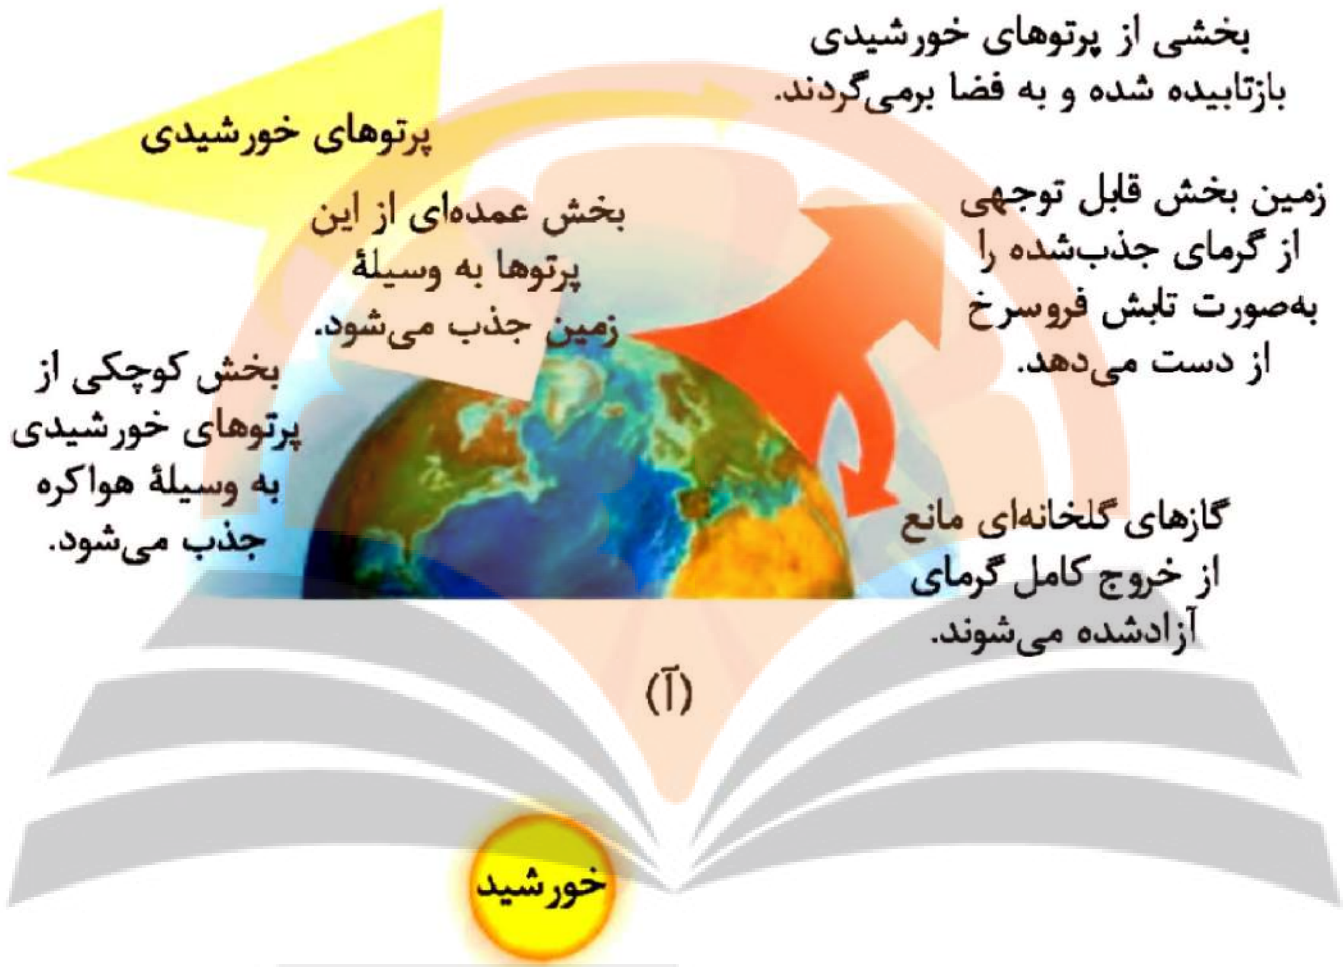 بخشی از پرتوهای خورشیدی
بازتابیده شده و به فضا برمی‌گردند.
پرتوهای خورشیدی
زمین بخش قابل توجهی
از گرمای جذب‌شده را
به‌صورت تابش فروسرخ
از دست می‌دهد.
بخش عمده‌ای از این
پرتوها به وسیلهٔ
زمین جذب می‌شود.
بخش کوچکی از
پرتوهای خورشیدی
به وسیلهٔ هواکره
جذب می‌شود.
گازهای گلخانه‌ای مانع
از خروج کامل گرمای
آزادشده می‌شوند.
(آ)
خورشید